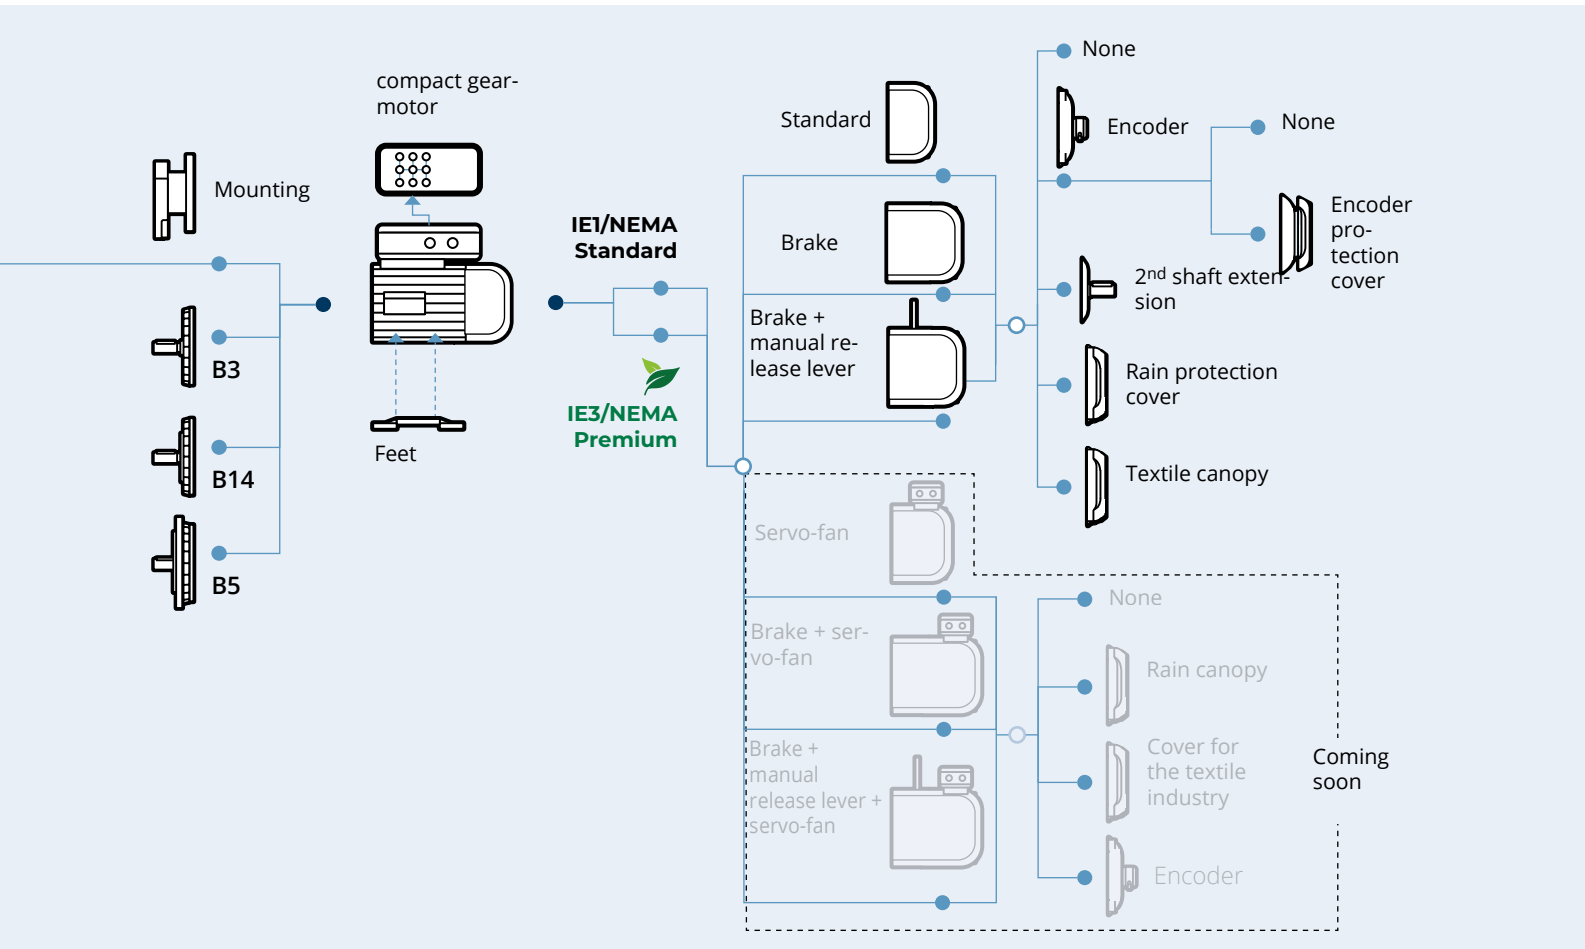 compact gear-
motor
Mounting
B3
B14
B5
Feet
IE1/NEMA
Standard
IE3/NEMA
Premium
Standard
Brake
Brake +
manual re-
lease lever
None
Encoder
None
Encoder
pro-
tection
cover
2nd shaft exten-
sion
Rain protection
cover
Textile canopy
Servo-fan
Brake + ser-
vo-fan
Brake +
manual
release lever +
servo-fan
None
Rain canopy
Cover for
the textile
industry
Encoder
Coming
soon